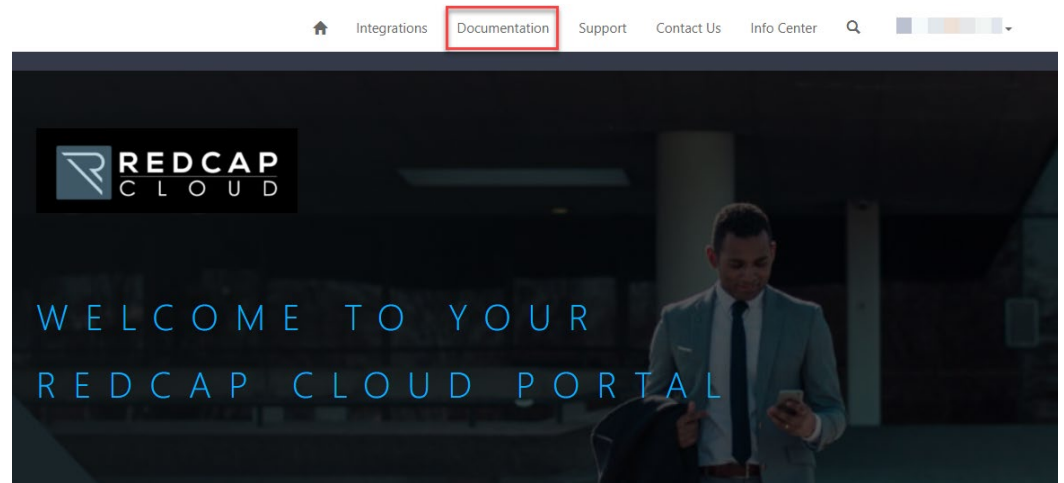 Integrations Documentation Support Contact Us Info Center
REDCAP
CLOUD
WELCOME TO YOUR
REDCAP CLOUD PORTAL